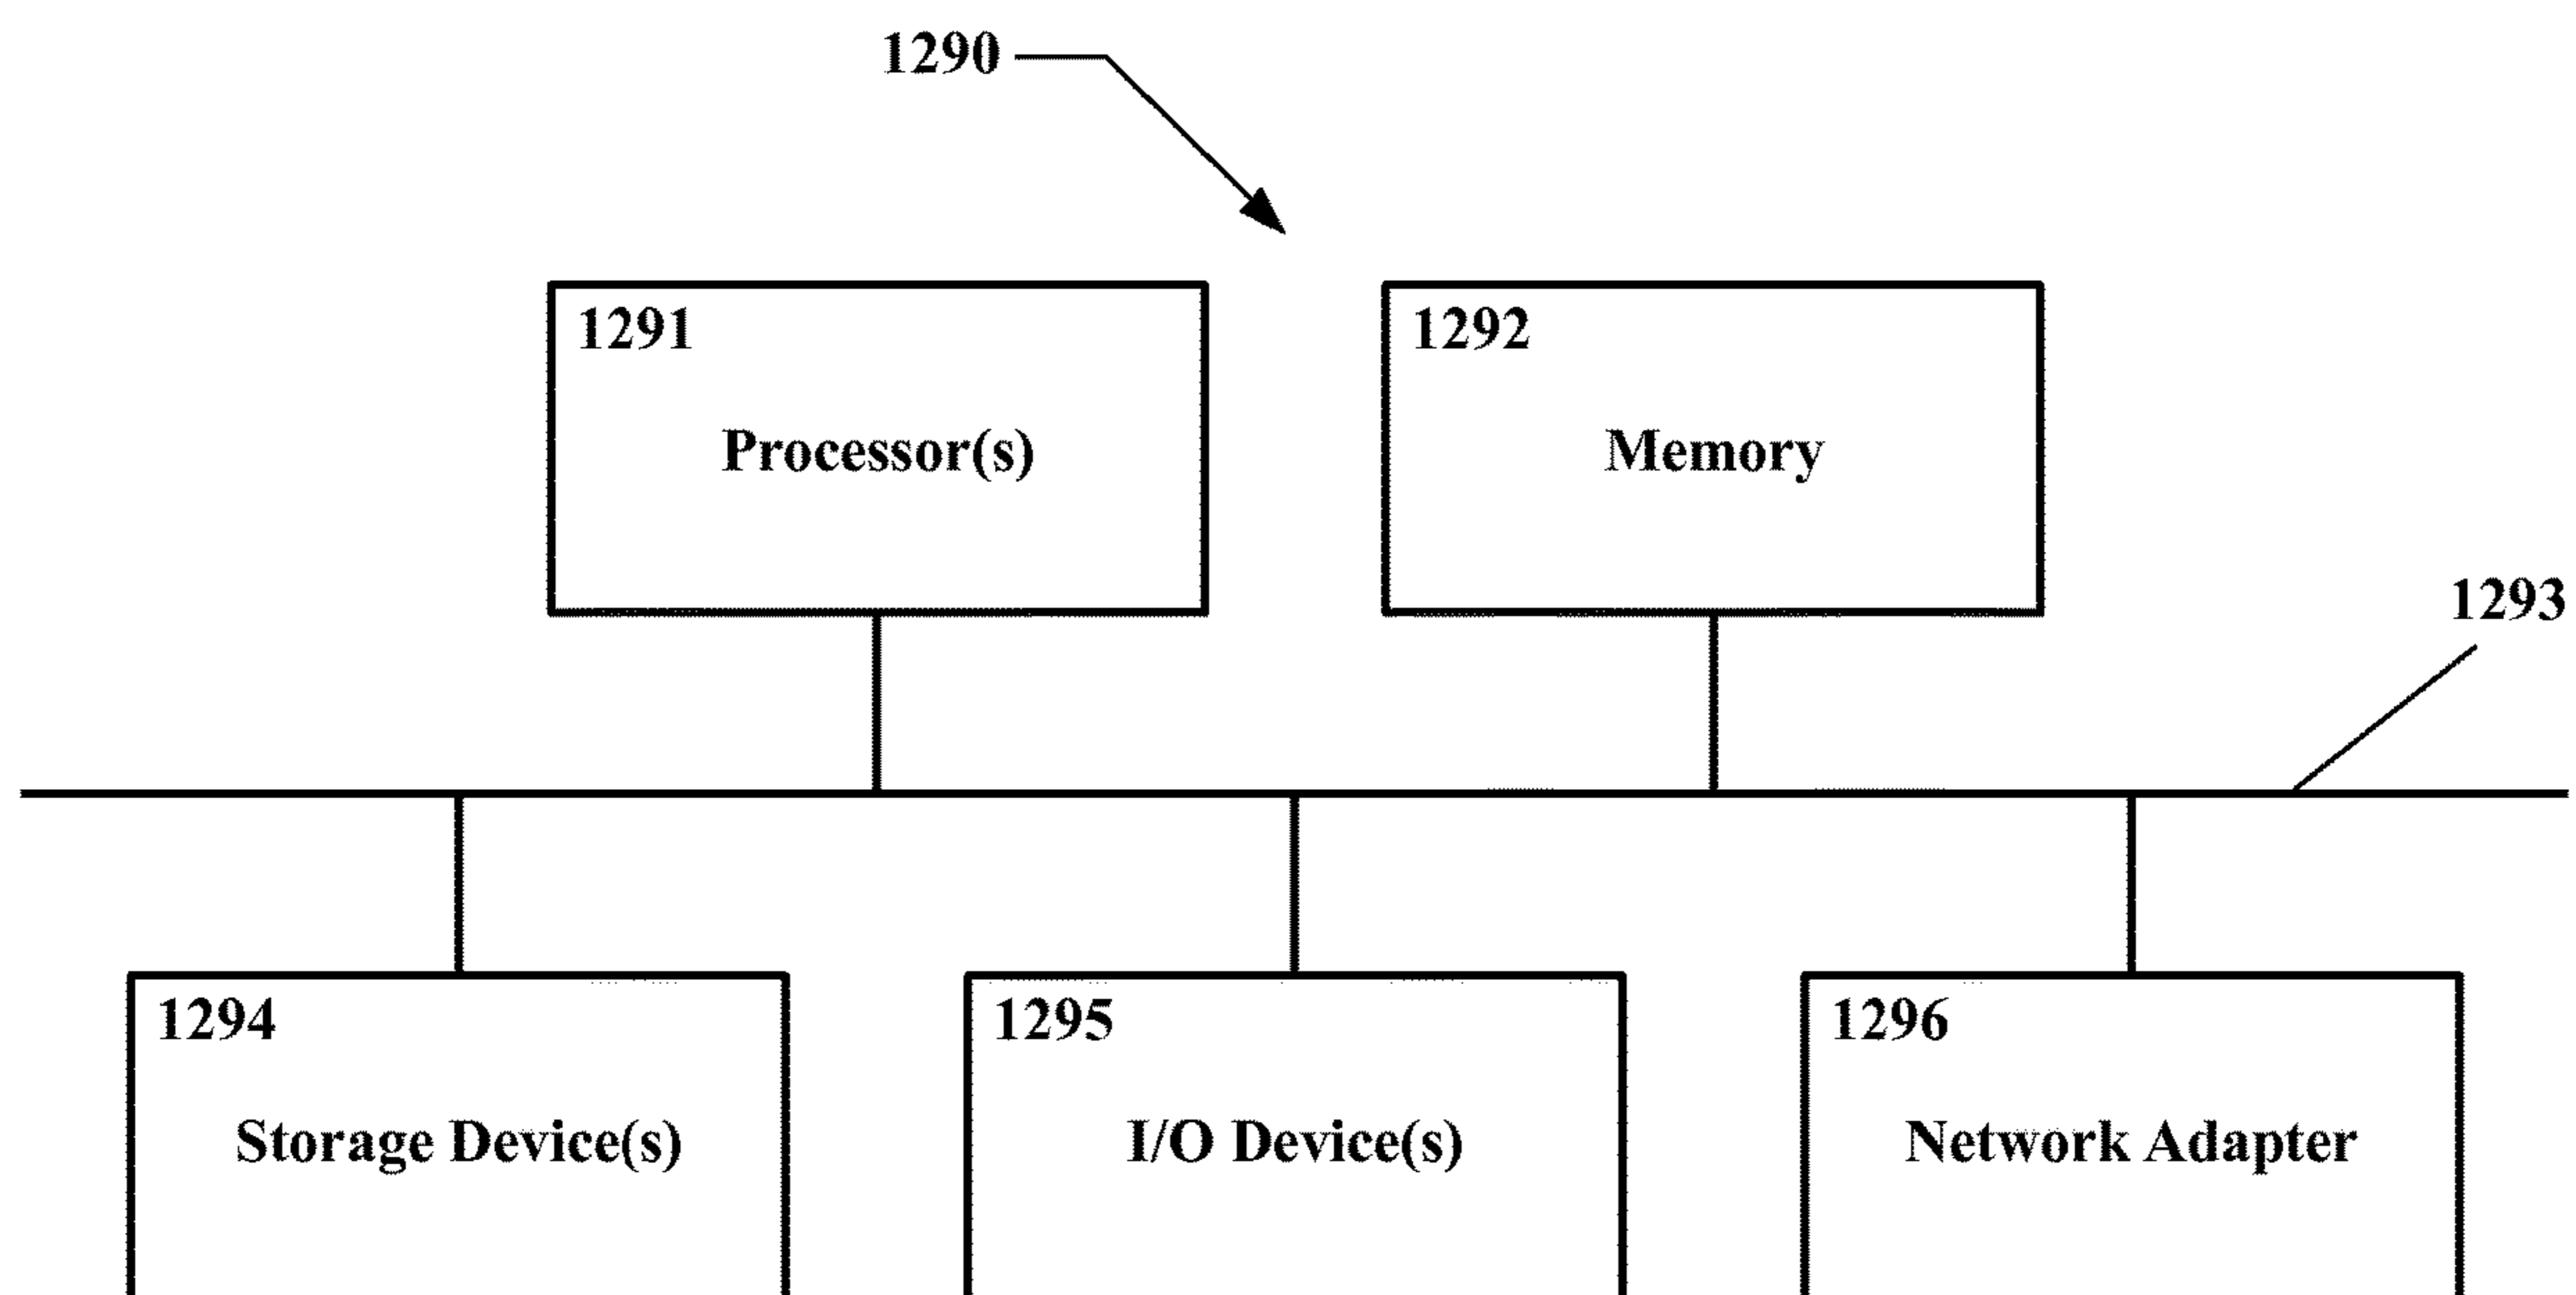 1290
1291
Processor(s)
1292
Memory
1293
1294
Storage Device(s)
1295
I/O Device(s)
1296
Network Adapter